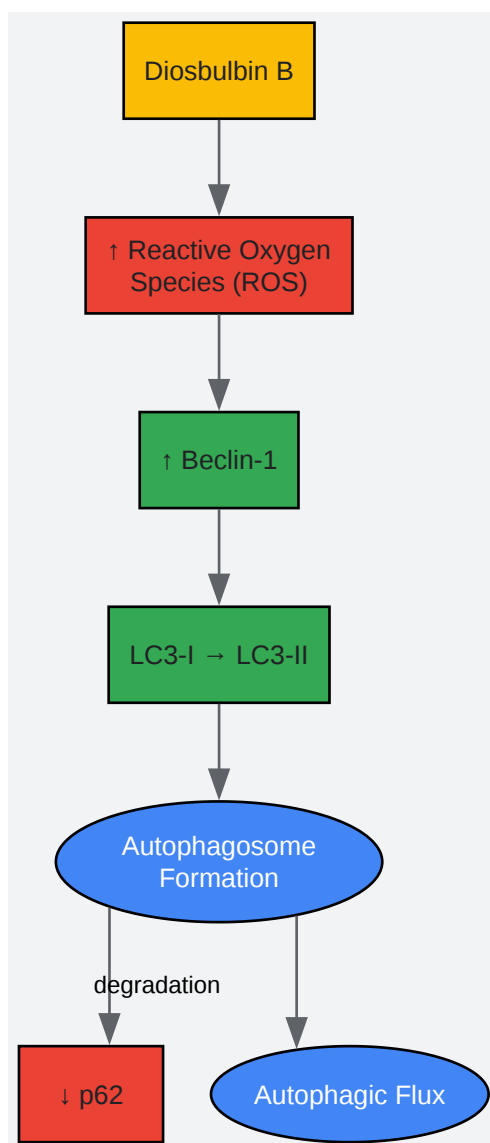 Diosbulbin B
↑ Reactive Oxygen
Species (ROS)
↑ Beclin-1
LC3-I → LC3-II
Autophagosome
Formation
degradation
↓ p62
Autophagic Flux